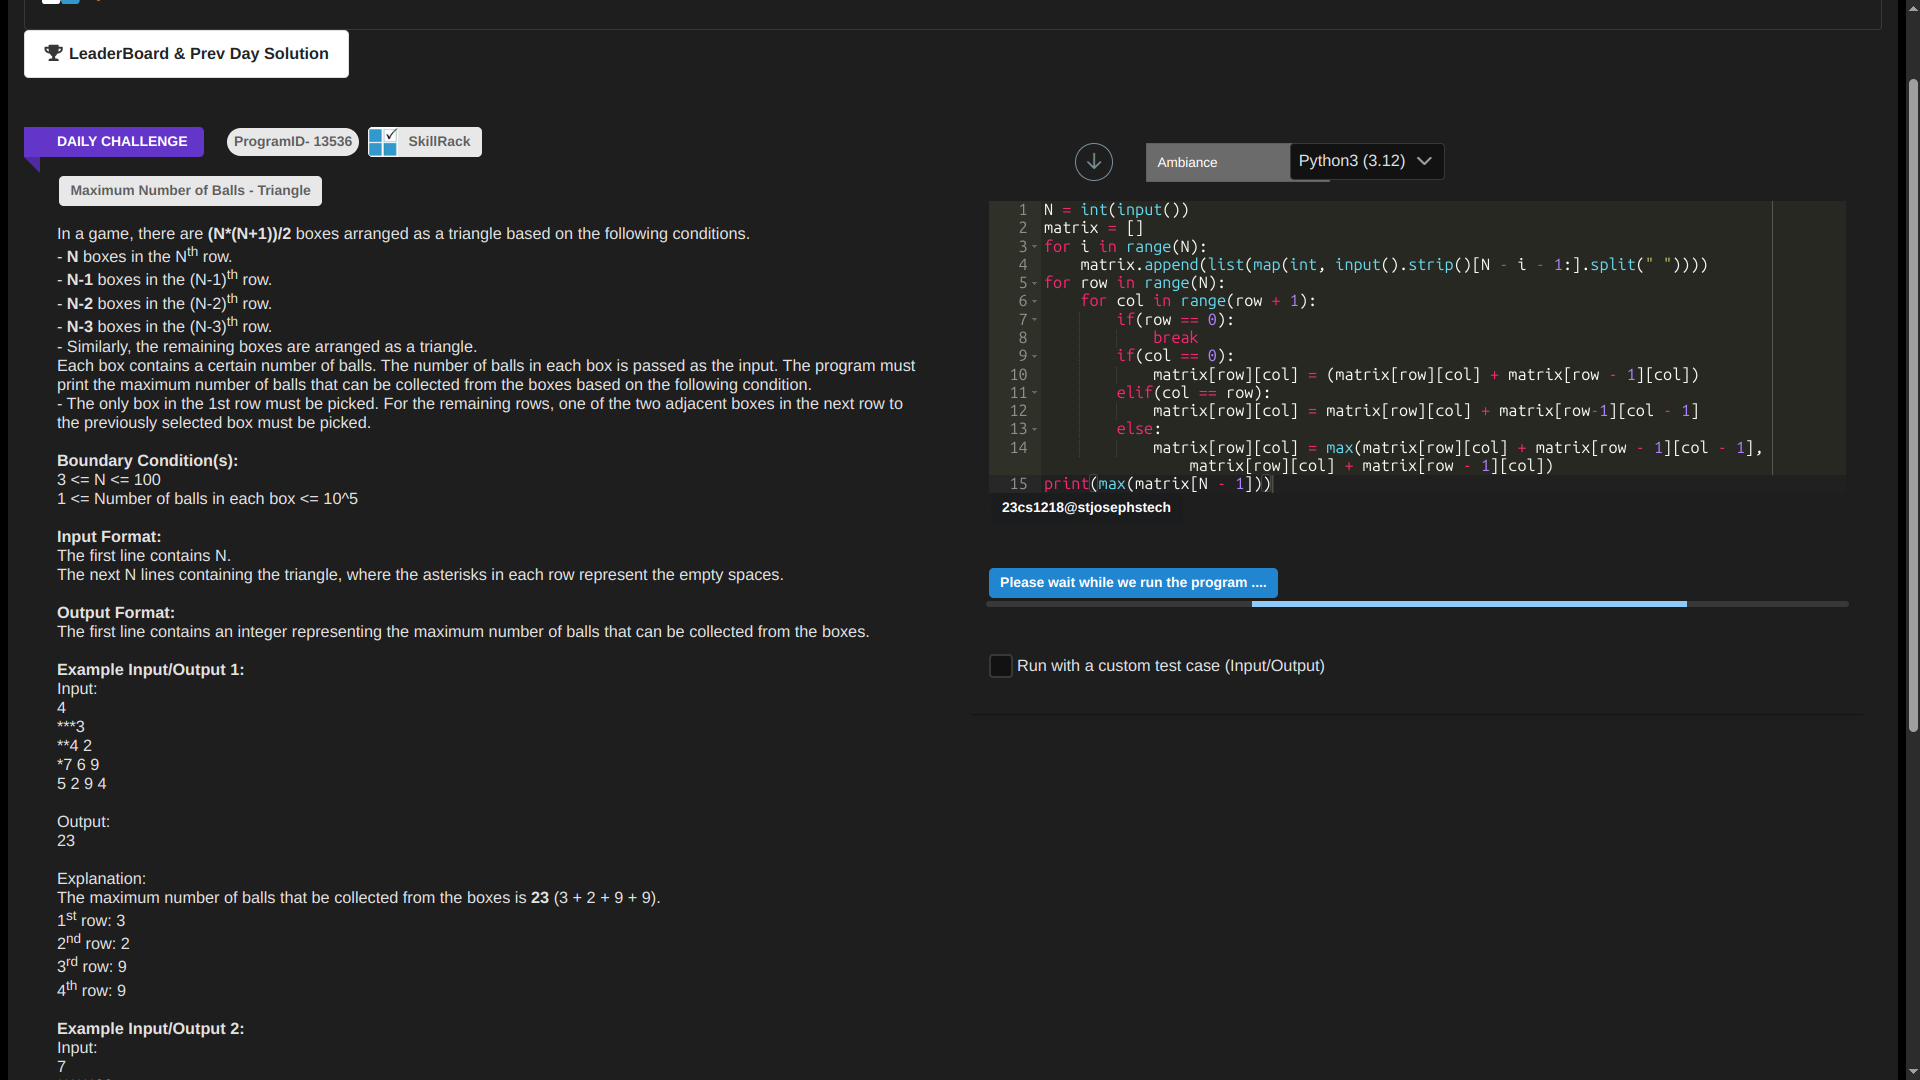 LeaderBoard & Prev Day Solution
DAILY CHALLENGE
ProgramID- 13536
SkillRack
Maximum Number of Balls - Triangle
In a game, there are (N*(N+1))/2 boxes arranged as a triangle based on the following conditions.
- N boxes in the Nth row.
- N-1 boxes in the (N-1)th row.
- N-2 boxes in the (N-2)th row.
- N-3 boxes in the (N-3)th row.
- Similarly, the remaining boxes are arranged as a triangle.
Each box contains a certain number of balls. The number of balls in each box is passed as the input. The program must
print the maximum number of balls that can be collected from the boxes based on the following condition.
- The only box in the 1st row must be picked. For the remaining rows, one of the two adjacent boxes in the next row to
the previously selected box must be picked.
Boundary Condition(s):
3 <= N <= 100
1 <= Number of balls in each box <= 10^5
Input Format:
The first line contains N.
The next N lines containing the triangle, where the asterisks in each row represent the empty spaces.
Output Format:
The first line contains an integer representing the maximum number of balls that can be collected from the boxes.
Example Input/Output 1:
Input:
4
***3
**4 2
*7 6 9
5 2 9 4
Output:
23
Explanation:
The maximum number of balls that be collected from the boxes is 23 (3 + 2 + 9 + 9).
1st row: 3
2nd row: 2
3rd row: 9
4th row: 9
Example Input/Output 2:
Input:
7
Ambiance
Python3 (3.12)
1 N = int(input())
2 matrix = []
3 for i in range(N):
4     matrix.append(list(map(int, input().strip()[N - i - 1:].split(" "))))
5 for row in range(N):
6     for col in range(row + 1):
7         if(row == 0):
8             break
9         if(col == 0):
10             matrix[row][col] = (matrix[row][col] + matrix[row - 1][col])
11         elif(col == row):
12             matrix[row][col] = matrix[row][col] + matrix[row-1][col - 1]
13         else:
14             matrix[row][col] = max(matrix[row][col] + matrix[row - 1][col - 1],
matrix[row][col] + matrix[row - 1][col])
15 print(max(matrix[N - 1]))
23cs1218@stjosephstech
Please wait while we run the program ....
Run with a custom test case (Input/Output)